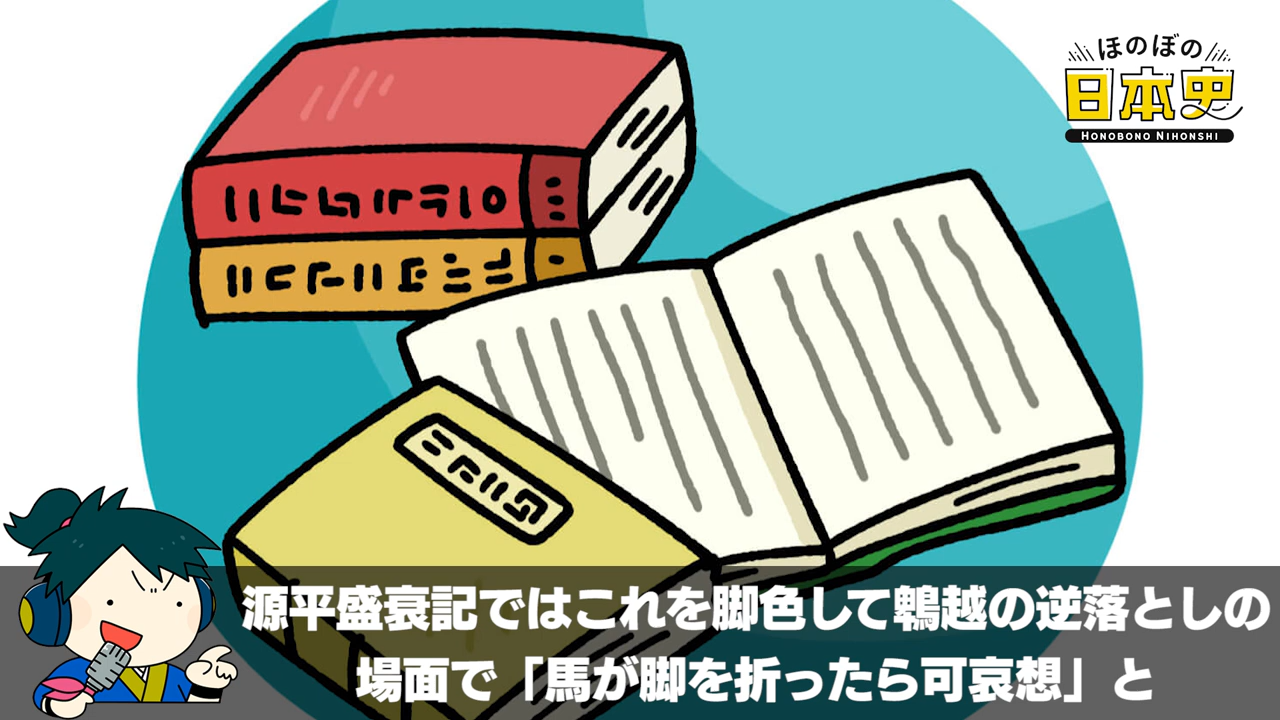 ほのぼの
日本史
HONOBONO NIHONSHI
源平盛衰記ではこれを脚色して鵯越の逆落としの
場面で「馬が脚を折ったら可哀想」と